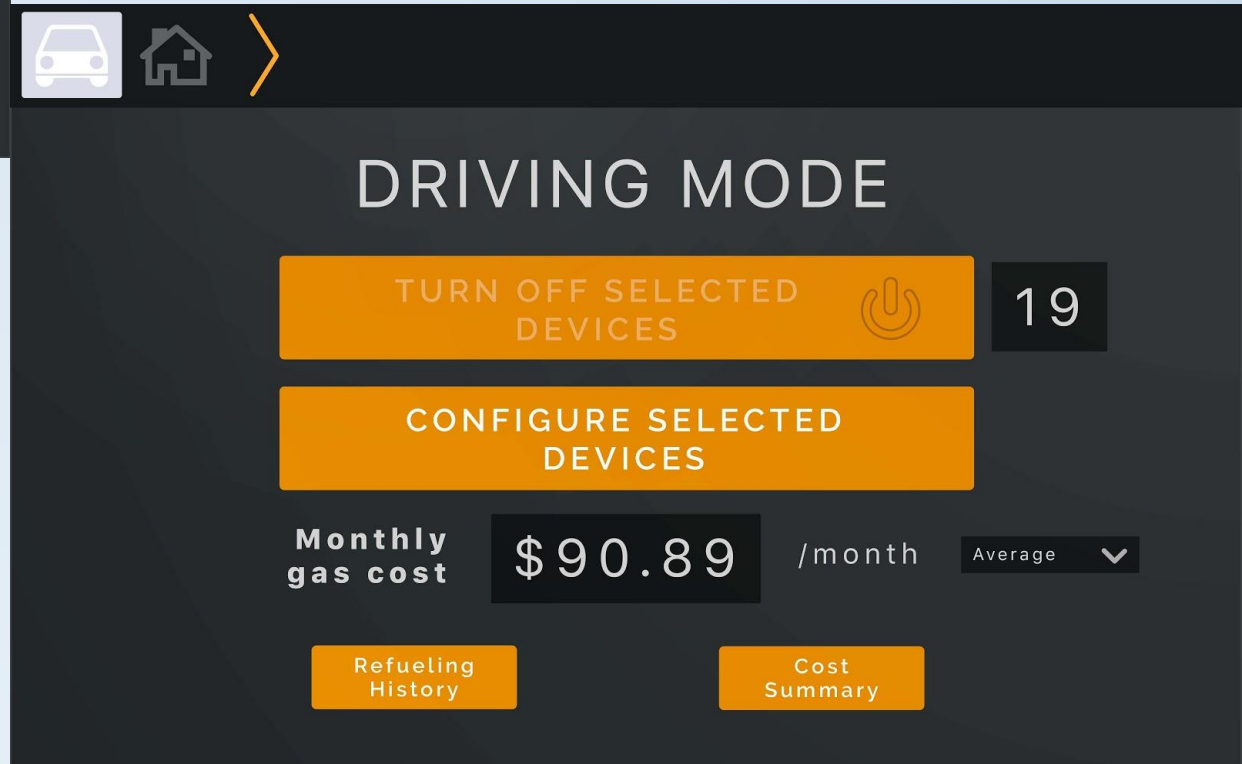 DRIVING MODE
TURN OFF SELECTED
DEVICES
19
CONFIGURE SELECTED
DEVICES
Monthly
gas cost
$90.89
/month
Average
Refueling
History
Cost
Summary